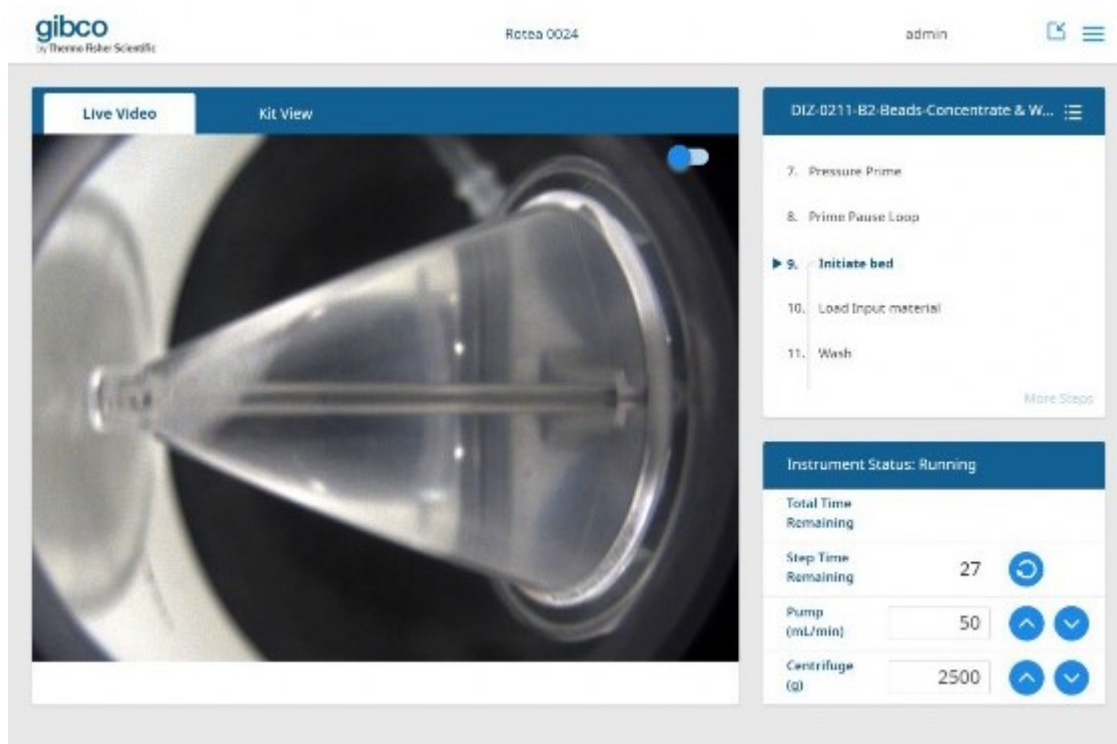 gibco
by Thermo Fisher Scientific
Rotea 0024
admin
Live Video
Kit View
DIZ-0211-B2-Beads-Concentrate & W...
7. Pressure Prime
8. Prime Pause Loop
9. Initiate bed
10. Load Input material
11. Wash
More Steps
Instrument Status: Running
Total Time
Remaining
Step Time
Remaining
27
Pump
(mL/min)
50
Centrifuge
(g)
2500